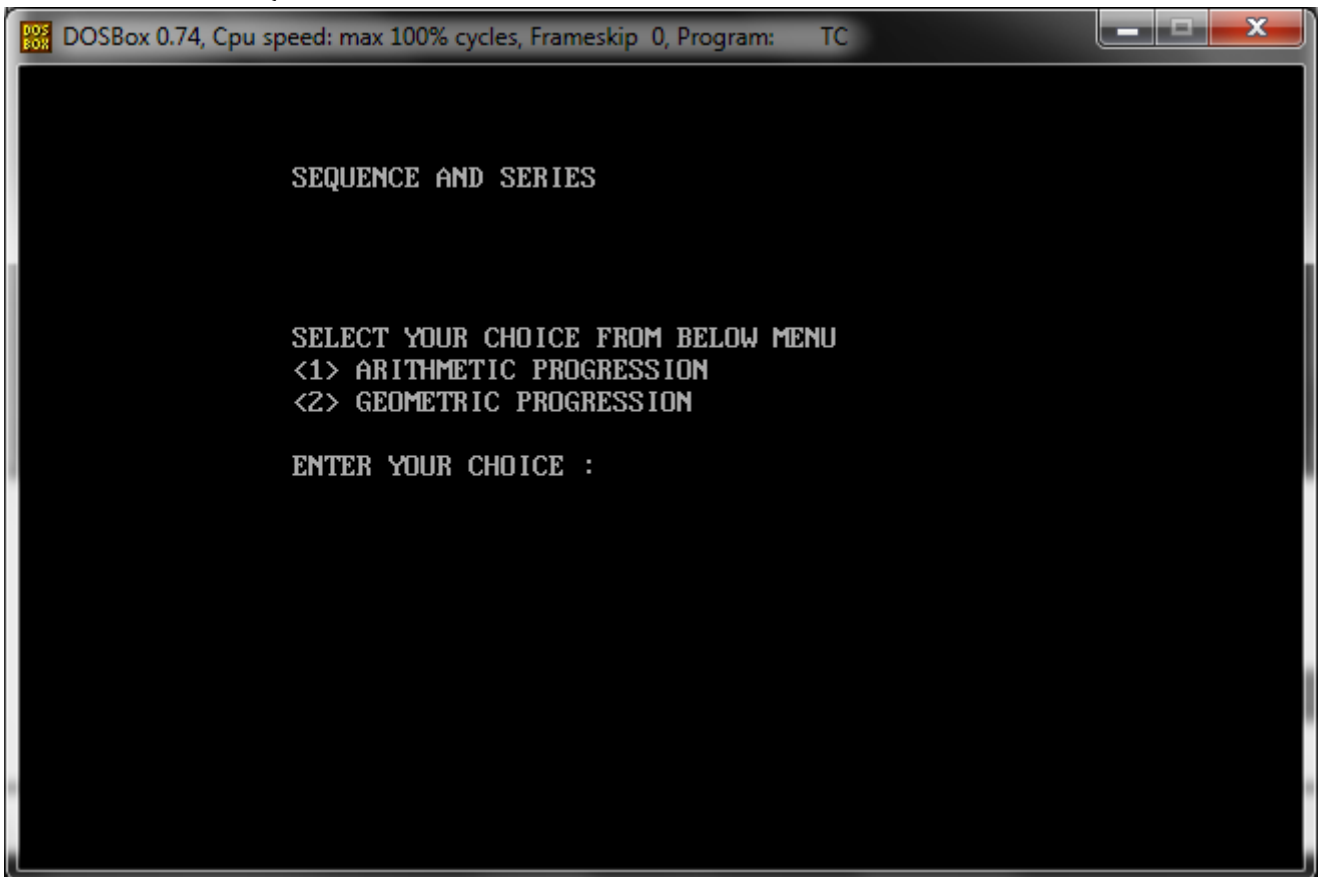 DOSBox 0.74, Cpu speed: max 100% cycles, Frameskip 0, Program: TC
SEQUENCE AND SERIES
SELECT YOUR CHOICE FROM BELOW MENU
<1> ARITHMETIC PROGRESSION
<2> GEOMETRIC PROGRESSION
ENTER YOUR CHOICE :